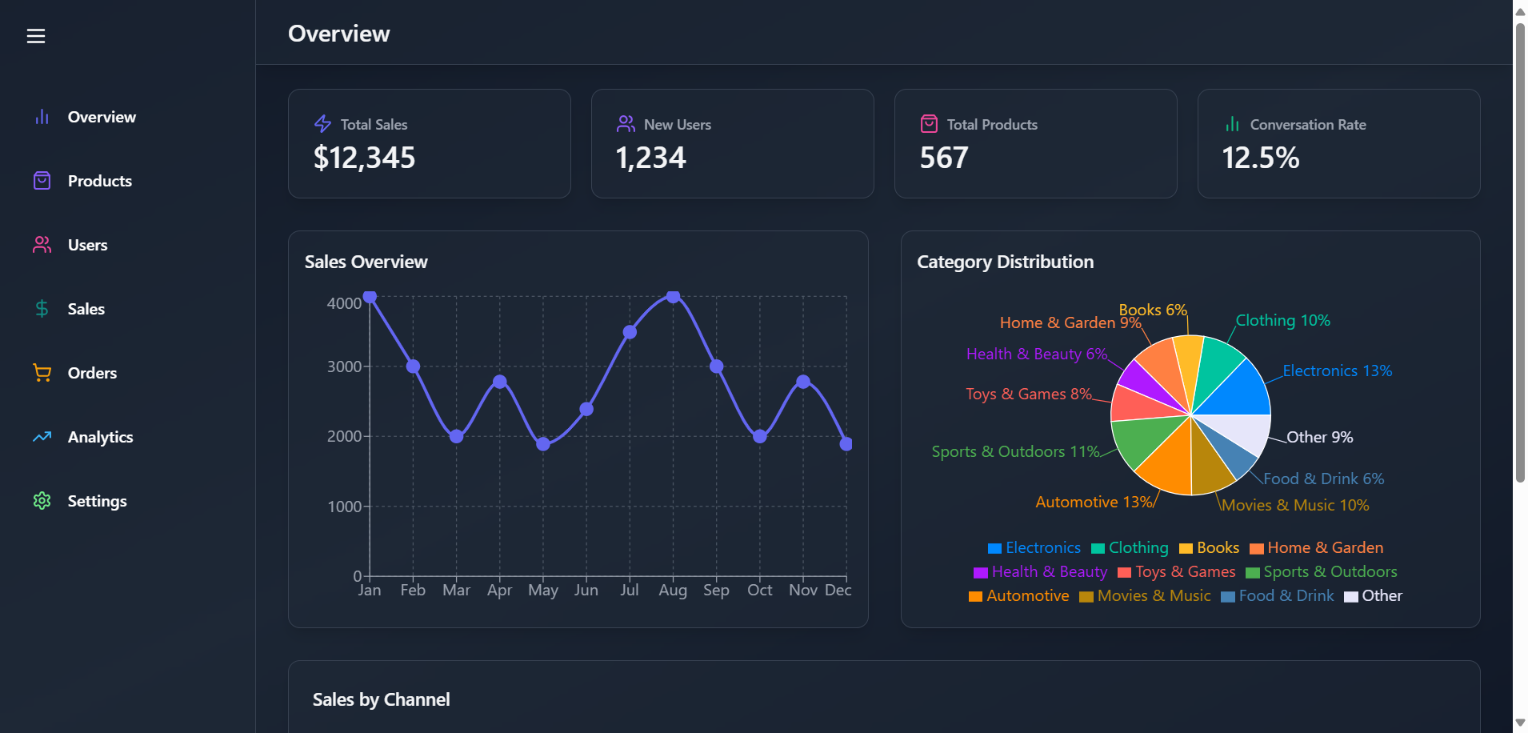 Overview
Overview
Products
Users
Sales
Orders
Analytics
Settings
Total Sales
$12,345
New Users
1,234
Total Products
567
Conversation Rate
12.5%
Sales Overview
4000
3000
2000
1000
0
Jan Feb Mar Apr May Jun Jul Aug Sep Oct Nov Dec
Category Distribution
Books 6%
Clothing 10%
Home & Garden 9%
Health & Beauty 6%
Electronics 13%
Toys & Games 8%
Other 9%
Sports & Outdoors 11%
Food & Drink 6%
Automotive 13%
Movies & Music 10%
Electronics Clothing Books Home & Garden
Health & Beauty Toys & Games Sports & Outdoors
Automotive Movies & Music Food & Drink Other
Sales by Channel